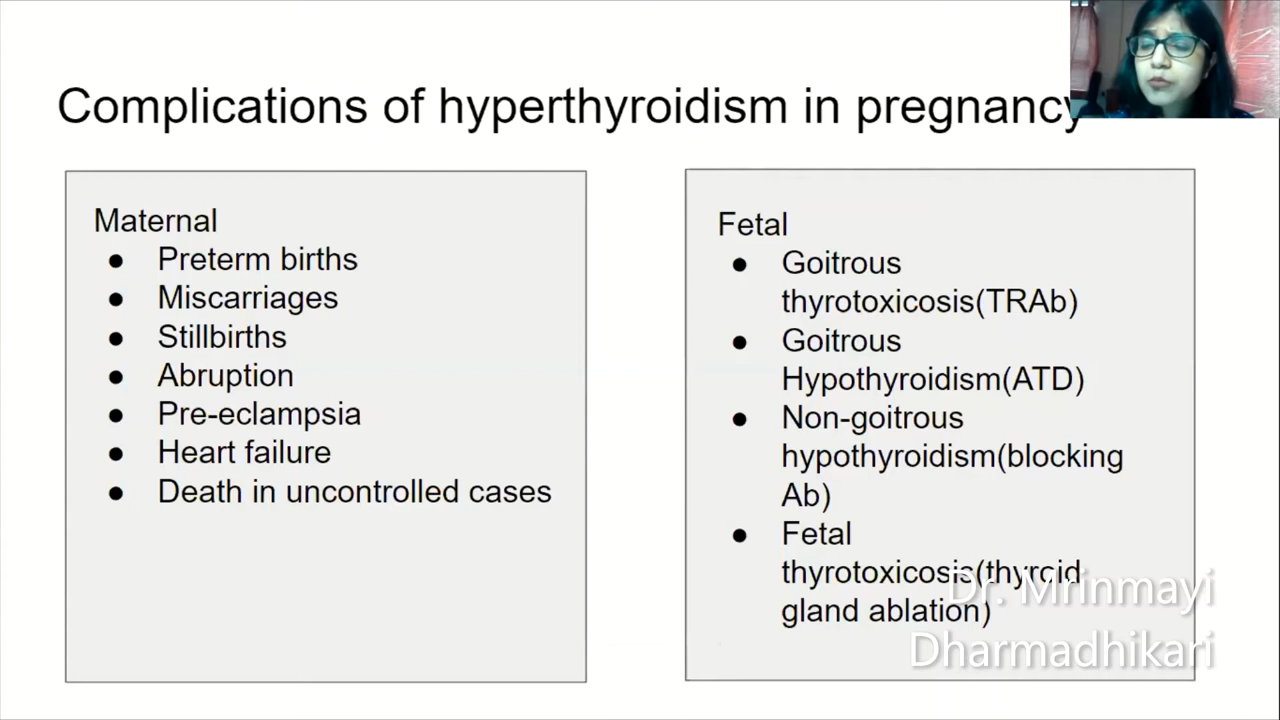 Complications of hyperthyroidism in pregnancy
Maternal
● Preterm births
● Miscarriages
● Stillbirths
● Abruption
● Pre-eclampsia
● Heart failure
● Death in uncontrolled cases
Fetal
● Goitrous
thyrotoxicosis(TRAb)
● Goitrous
Hypothyroidism(ATD)
● Non-goitrous
hypothyroidism(blocking
Ab)
● Fetal
thyrotoxicosis(thyroid
gland ablation)
Dr. Mrinmayi
Dharmadhikari